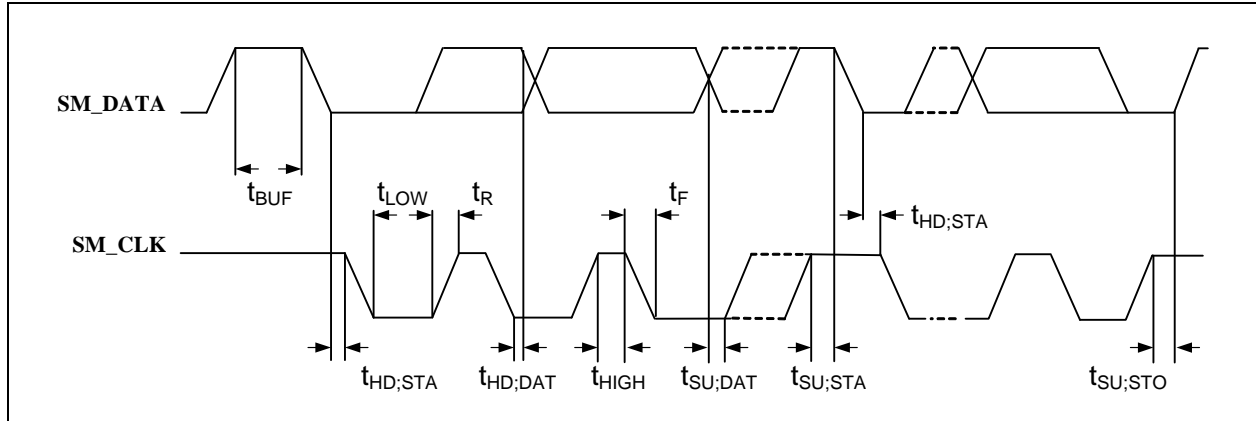 SM_DATA
tBUF
tLOW
tR
tF
tHD;STA
SM_CLK
tHD;STA
tHD;DAT
tHIGH
tSU;DAT
tSU;STA
tSU;STO